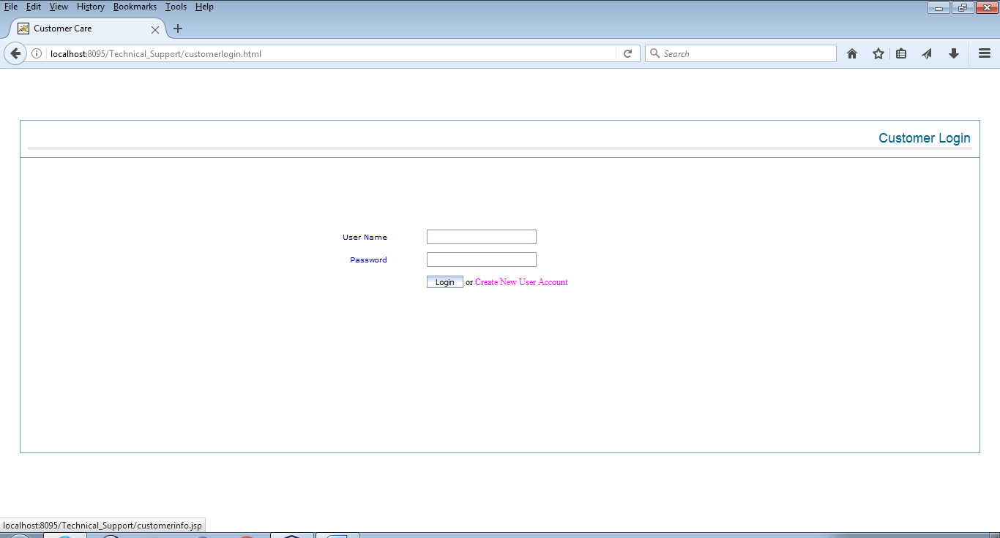 File Edit View History Bookmarks Tools Help
Customer Care
localhost:8095/Technical_Support/customerlogin.html
Search
Customer Login
User Name
Password
Login or Create New User Account
localhost:8095/Technical_Support/customerinfo.jsp